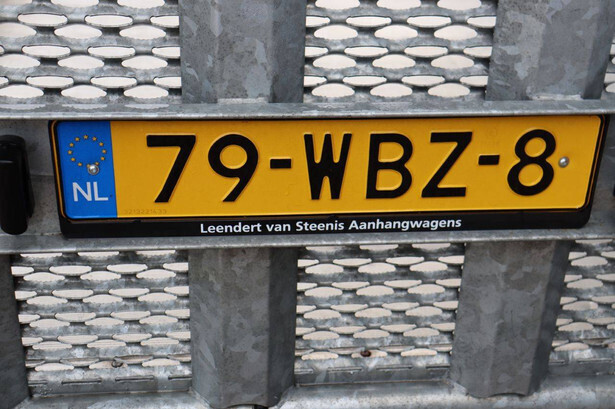 NL 79-WBZ-8
Leendert van Steenis Aanhangwagens